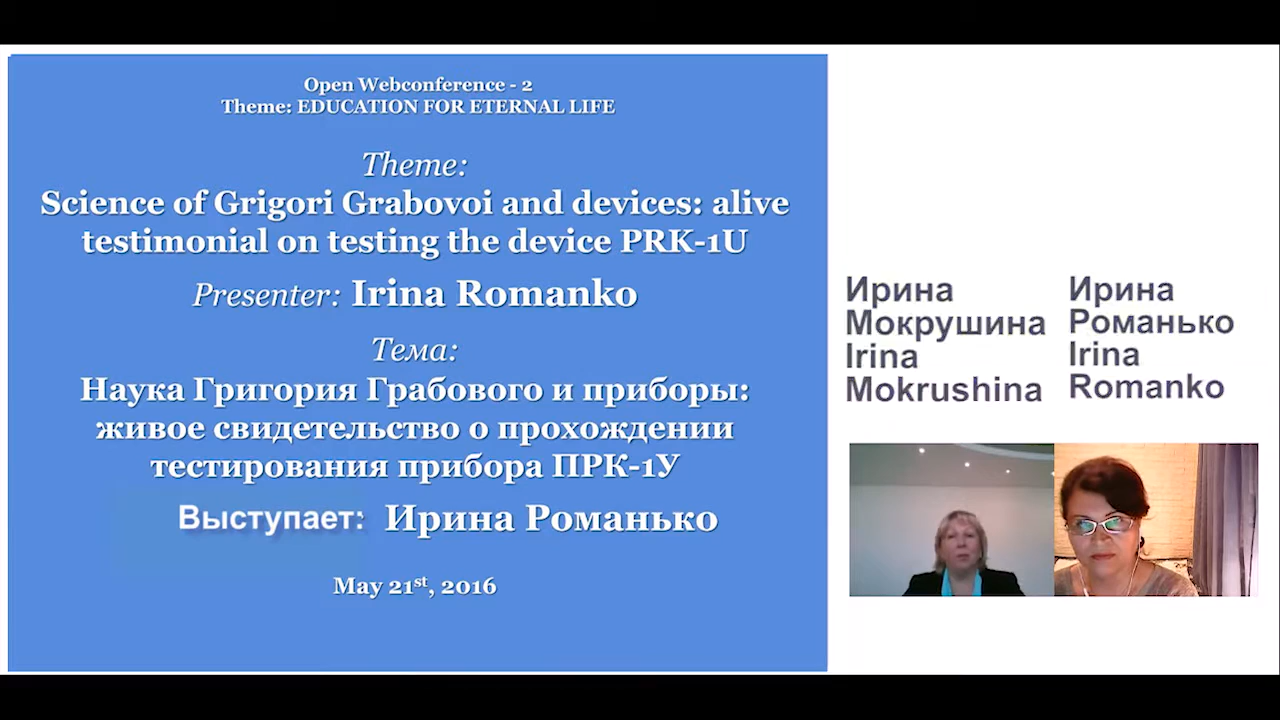 Open Webconference - 2
Theme: EDUCATION FOR ETERNAL LIFE
Theme:
Science of Grigori Grabovoi and devices: alive
testimonial on testing the device PRK-1U
Presenter: Irina Romanko
Тема:
Наука Григория Грабового и приборы:
живое свидетельство о прохождении
тестирования прибора ПРК-1У
Выступает: Ирина Романько
May 21st, 2016
Ирина
Мокрушина
Irina
Mokrushina
Ирина
Романько
Irina
Romanko